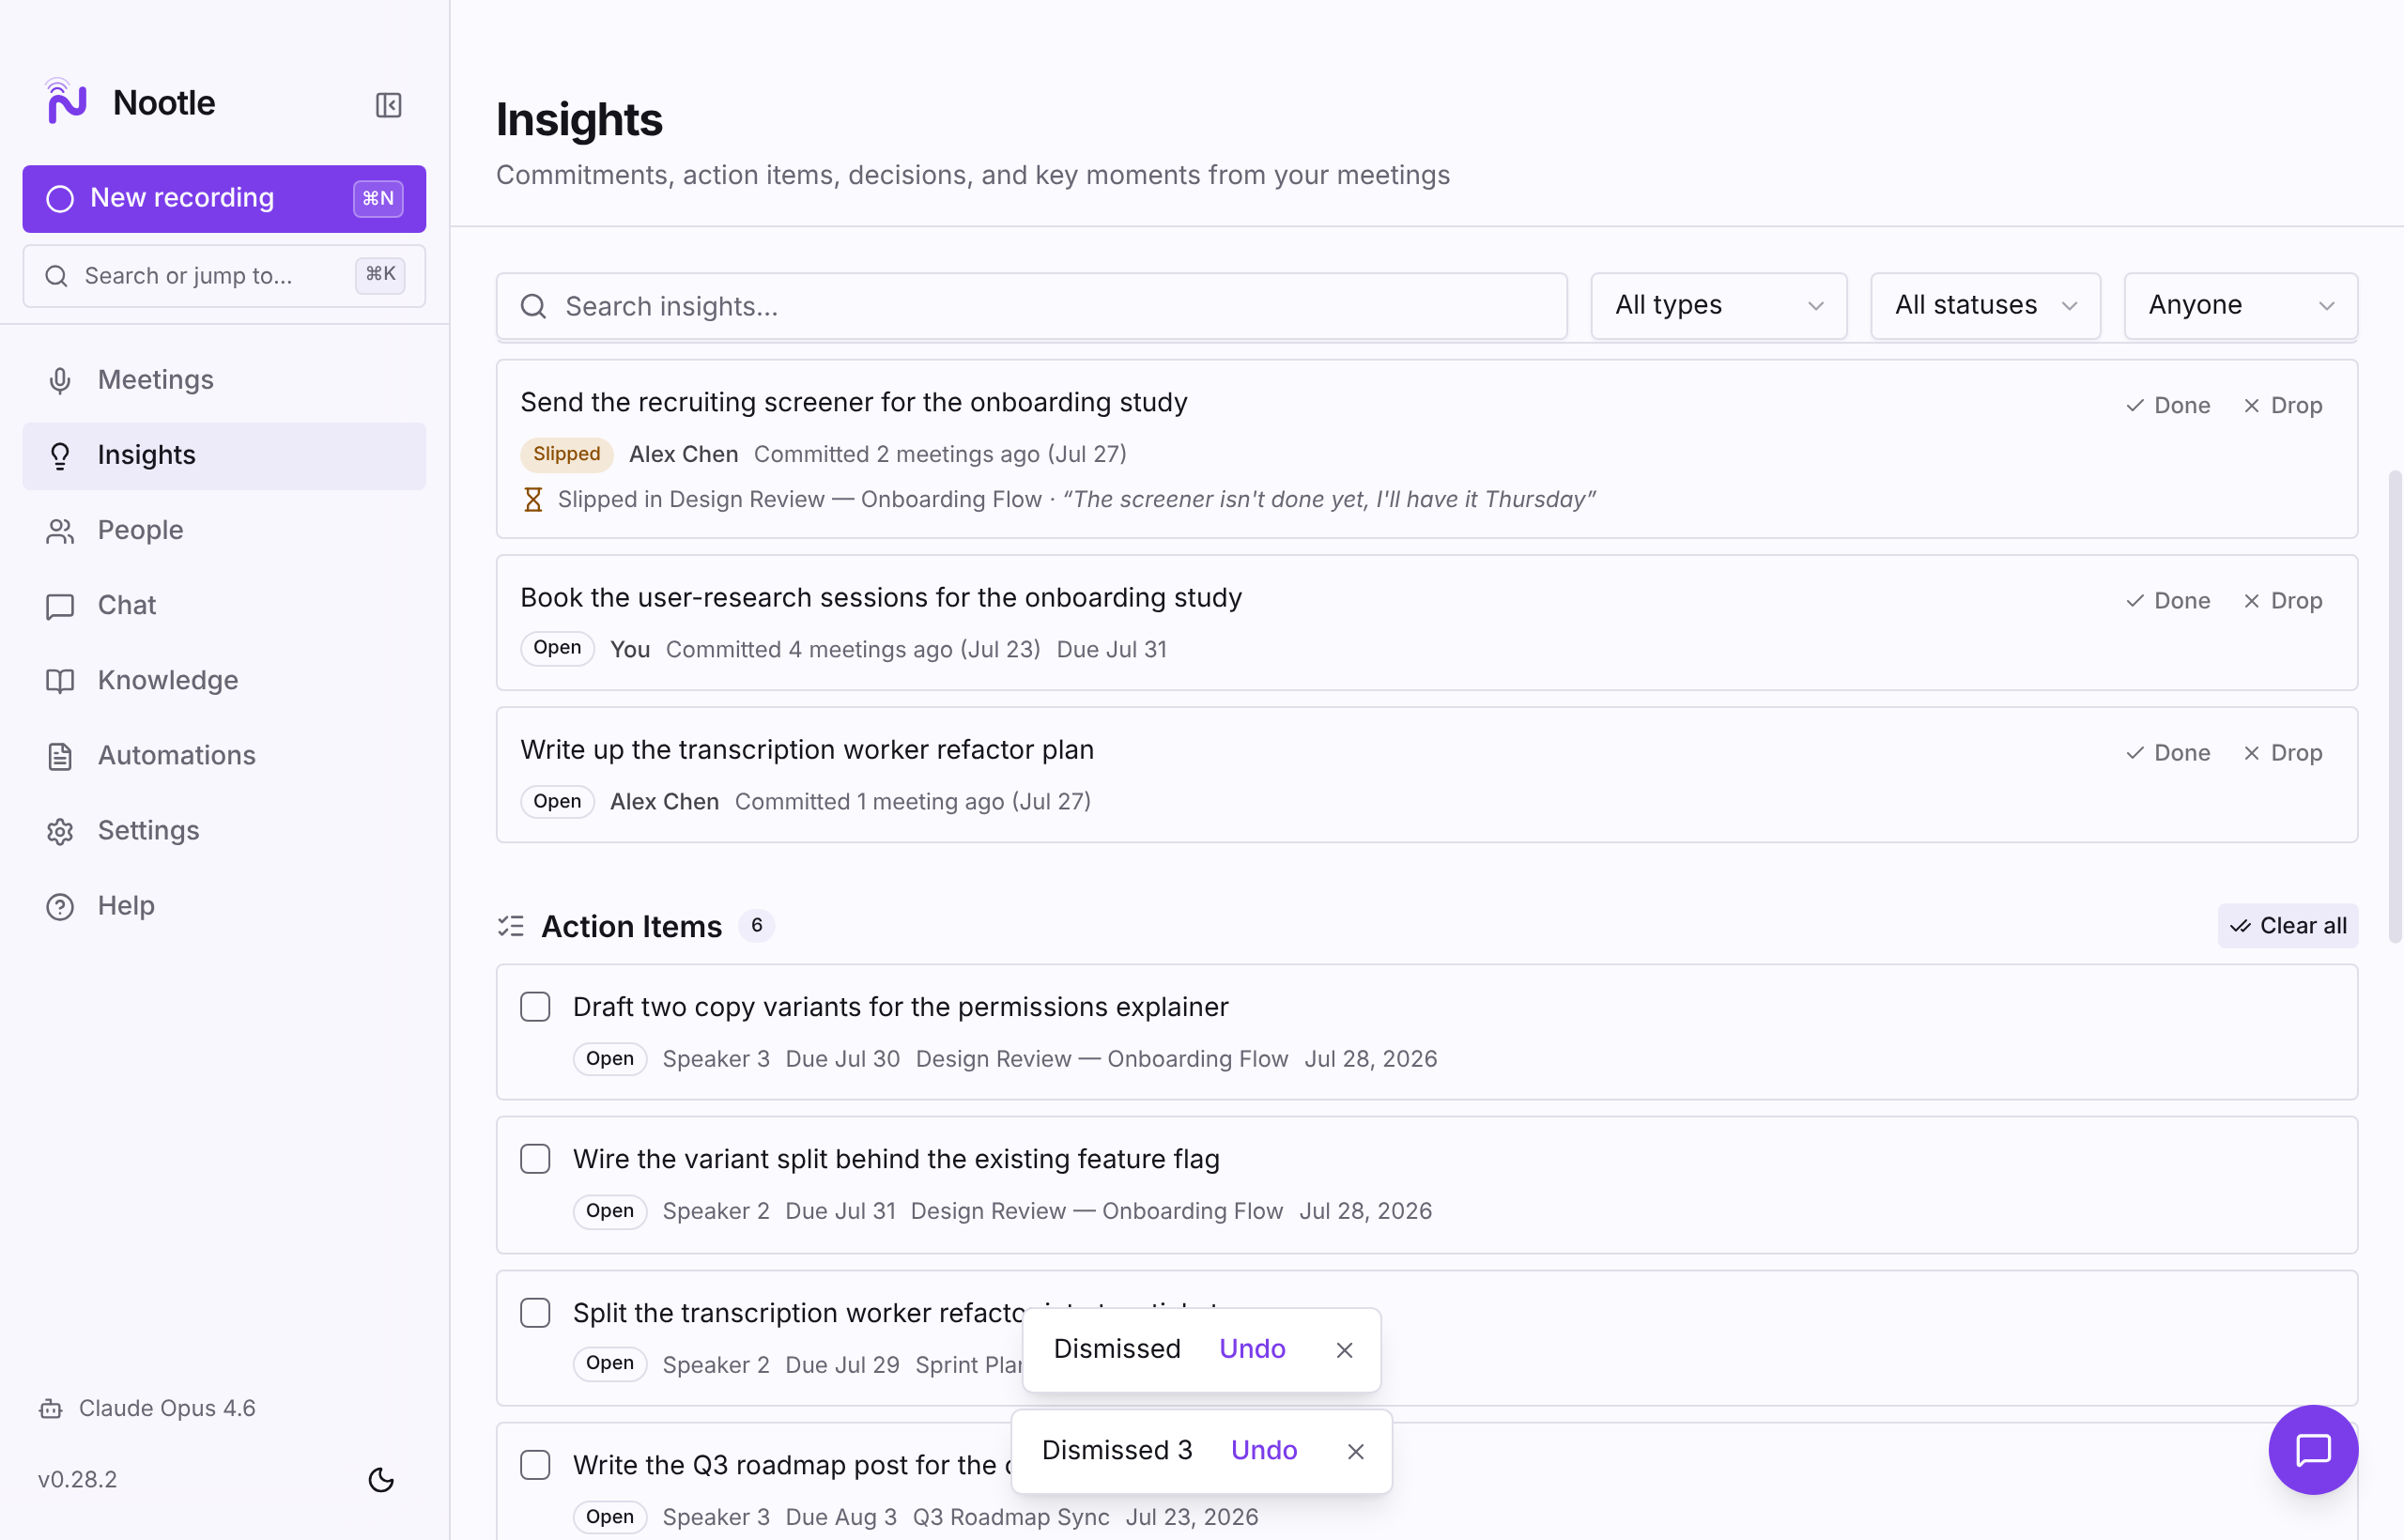 Nootle
New recording ⌘N
Search or jump to... ⌘K
Meetings
Insights
People
Chat
Knowledge
Automations
Settings
Help
Claude Opus 4.6
v0.28.2
Insights
Commitments, action items, decisions, and key moments from your meetings
Search insights...
All types
All statuses
Anyone
Send the recruiting screener for the onboarding study
Done Drop
Slipped Alex Chen Committed 2 meetings ago (Jul 27)
Slipped in Design Review — Onboarding Flow · “The screener isn't done yet, I'll have it Thursday”
Book the user-research sessions for the onboarding study
Done Drop
Open You Committed 4 meetings ago (Jul 23) Due Jul 31
Write up the transcription worker refactor plan
Done Drop
Open Alex Chen Committed 1 meeting ago (Jul 27)
Action Items 6
Clear all
Draft two copy variants for the permissions explainer
Open Speaker 3 Due Jul 30 Design Review — Onboarding Flow Jul 28, 2026
Wire the variant split behind the existing feature flag
Open Speaker 2 Due Jul 31 Design Review — Onboarding Flow Jul 28, 2026
Split the transcription worker
Open Speaker 2 Due Jul 29 Sprint
Dismissed Undo
Write the Q3 roadmap post for the
Dismissed 3 Undo
Open Speaker 3 Due Aug 3 Q3 Roadmap Sync Jul 23, 2026